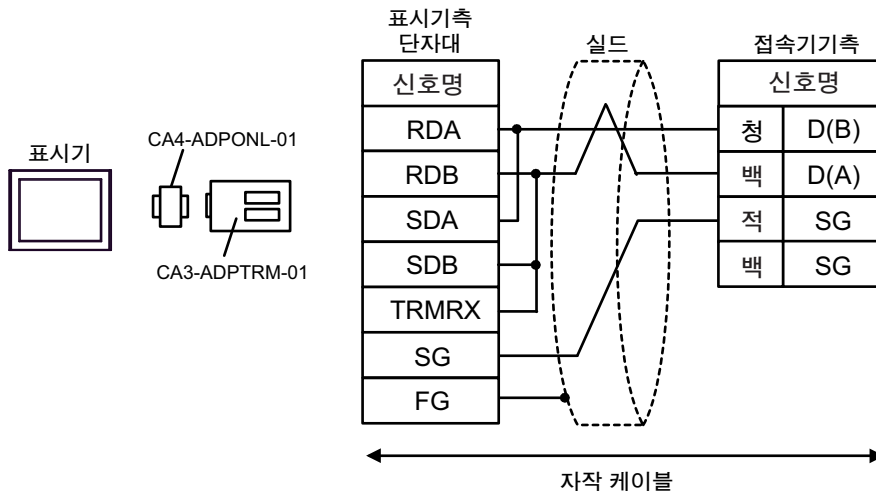 표시기
CA4-ADPONL-01
CA3-ADPTRM-01
표시기측
단자대
신호명
RDA
RDB
SDA
SDB
TRMRX
SG
FG
실드
접속기기측
신호명
청 D(B)
백 D(A)
적 SG
백 SG
자작 케이블